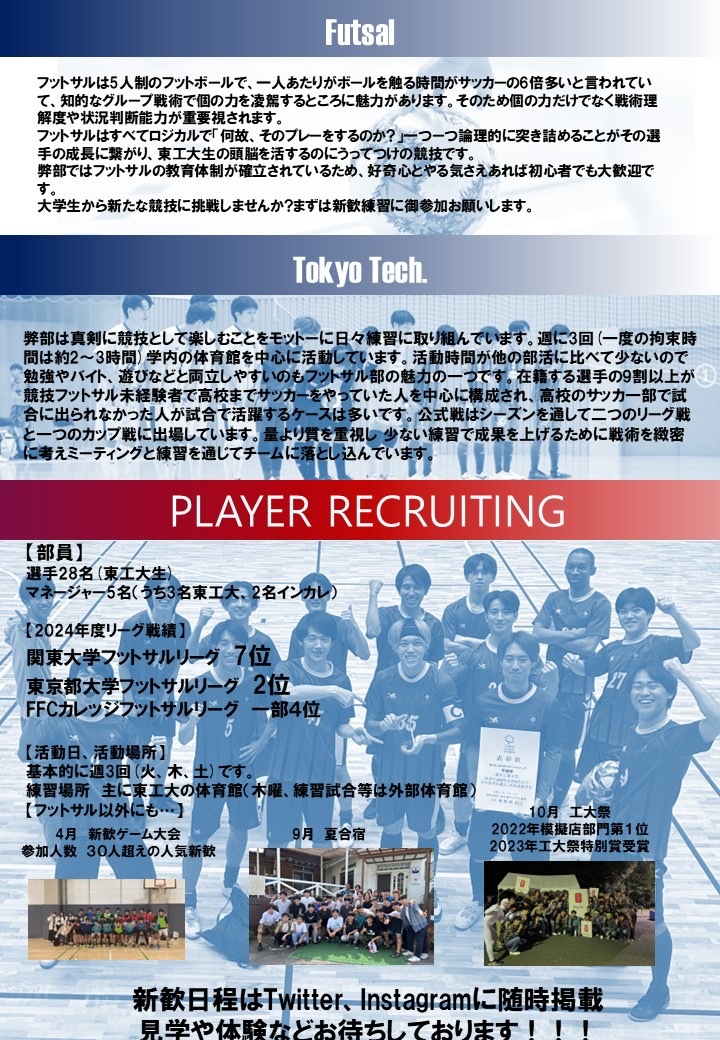 Futsal
フットサルは5人制のフットボールで、一人あたりがボールを触る時間がサッカーの6倍多いと言われてい
て、知的なグループ戦術で個の力を凌駕するところに魅力があります。そのため個の力だけでなく戦術理
解度や状況判断能力が重要視されます。
フットサルはすべてロジカルで「何故、そのプレーをするのか？」一つ一つ論理的に突き詰めることがその選
手の成長に繋がり、東工大生の頭脳を活するのにうってつけの競技です。
弊部ではフットサルの教育体制が確立されているため、好奇心とやる気さえあれば初心者でも大歓迎で
す。
大学生から新たな競技に挑戦しませんか?まずは新歓練習に御参加お願いします。
Tokyo Tech.
弊部は真剣に競技として楽しむことをモットーに日々練習に取り組んでいます。週に3回(一度の拘束時
間は約2〜3時間)学内の体育館を中心に活動しています。活動時間が他の部活に比べて少ないので
勉強やバイト、遊びなどと両立しやすいのもフットサル部の魅力の一つです。在籍する選手の9割以上が
競技フットサル未経験者で高校までサッカーをやっていた人を中心に構成され、高校のサッカー部で試
合に出られなかった人が試合で活躍するケースは多いです。公式戦はシーズンを通して二つのリーグ戦
と一つのカップ戦に出場しています。量より質を重視し 少ない練習で成果を上げるために戦術を緻密
に考えミーティングと練習を通じてチームに落とし込んでいます。
PLAYER RECRUITING
【部員】
選手28名(東工大生)
マネージャー5名(うち3名東工大、2名インカレ)
【2024年度リーグ戦績】
関東大学フットサルリーグ 7位
東京都大学フットサルリーグ 2位
FFCカレッジフットサルリーグ 一部4位
【活動日、活動場所】
基本的に週3回(火、木、土)です。
練習場所 主に東工大の体育館(木曜、練習試合等は外部体育館)
【フットサル以外にも…】
4月 新歓ゲーム大会
参加人数 30人超えの人気新歓
9月 夏合宿
10月 工大祭
2022年模擬店部門第1位
2023年工大祭特別賞受賞
5
35
C
27
9
表彰状
新歓日程はTwitter、Instagramに随時掲載
見学や体験などお待ちしております！！！